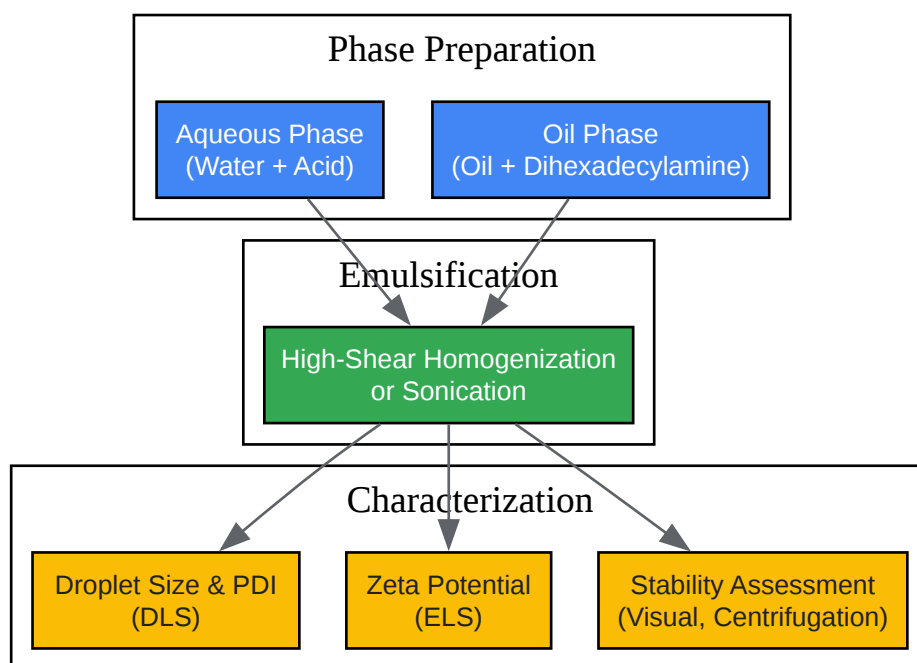 Phase Preparation
Aqueous Phase
(Water + Acid)
Oil Phase
(Oil + Dihexadecylamine)
Emulsification
High-Shear Homogenization
or Sonication
Characterization
Droplet Size & PDI
(DLS)
Zeta Potential
(ELS)
Stability Assessment
(Visual, Centrifugation)